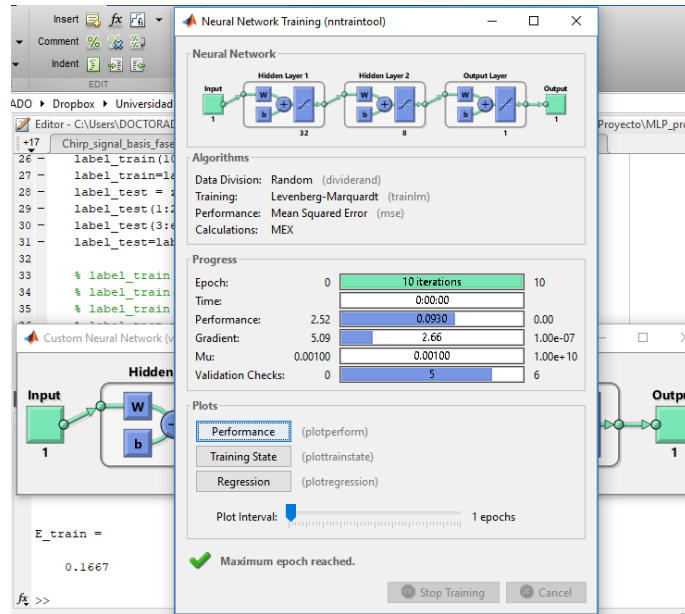 Insert fx
Comment
Indent
EDIT
ADO Dropbox Universidad
Editor - C:\Users\DOCTORAD
Proyecto\MLP_pro
+17 Chirp_signal_basis_fase
26 - label_train(10
27 - label_train=la
28 - label_test = z
29 - label_test(1:2
30 - label_test(3:e
31 - label_test=lab
32
33 % label_train
34 % label_train
35 % label_train
Custom Neural Network (v
Hidden
Input
W
b
1
Outpu
1
E_train =
0.1667
fx >>
Neural Network Training (nntraintool)
Neural Network
Hidden Layer 1 Hidden Layer 2 Output Layer
Input Output
W W W
b b b
1 32 8 1 1
Algorithms
Data Division: Random (dividerand)
Training: Levenberg-Marquardt (trainlm)
Performance: Mean Squared Error (mse)
Calculations: MEX
Progress
Epoch: 0 10 iterations 10
Time: 0:00:00
Performance: 2.52 0.0930 0.00
Gradient: 5.09 2.66 1.00e-07
Mu: 0.00100 0.00100 1.00e+10
Validation Checks: 0 5 6
Plots
Performance (plotperform)
Training State (plottrainstate)
Regression (plotregression)
Plot Interval: 1 epochs
Maximum epoch reached.
Stop Training Cancel